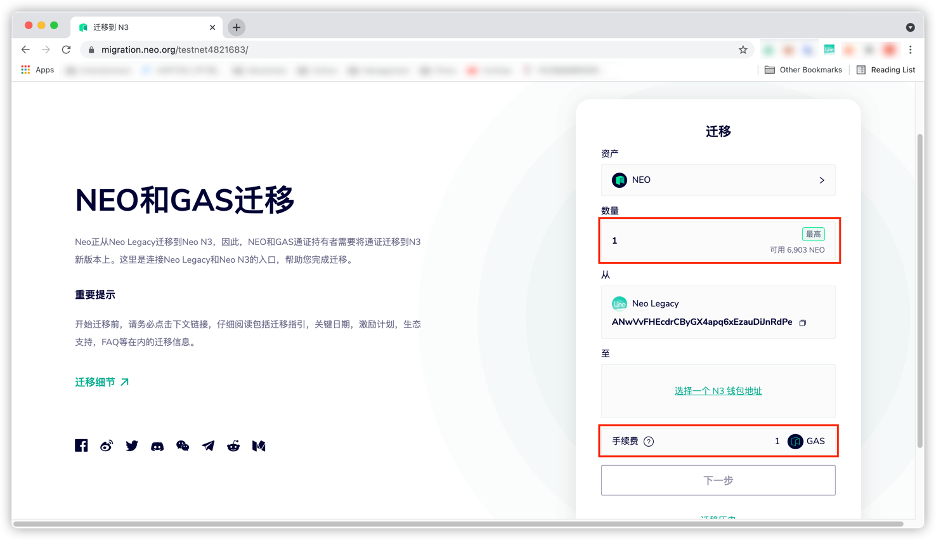 迁移到 N3
migration.neo.org/testnet4821683/
Apps
Other Bookmarks
Reading List
NEO和GAS迁移
Neo正从Neo Legacy迁移到Neo N3，因此，NEO和GAS通证持有者需要将通证迁移到N3
新版本上。这里是连接Neo Legacy和Neo N3的入口，帮助您完成迁移。
重要提示
开始迁移前，请务必点击下文链接，仔细阅读包括迁移指引，关键日期，激励计划，生态
支持，FAQ等在内的迁移信息。
迁移细节
迁移
资产
NEO
数量
1
最高
可用 6,903 NEO
从
Neo Legacy
ANwVvFHEcdrCByGX4apq6xEzauDiJnRdPe
至
选择一个 N3 钱包地址
手续费
1
GAS
下一步
迁移历史